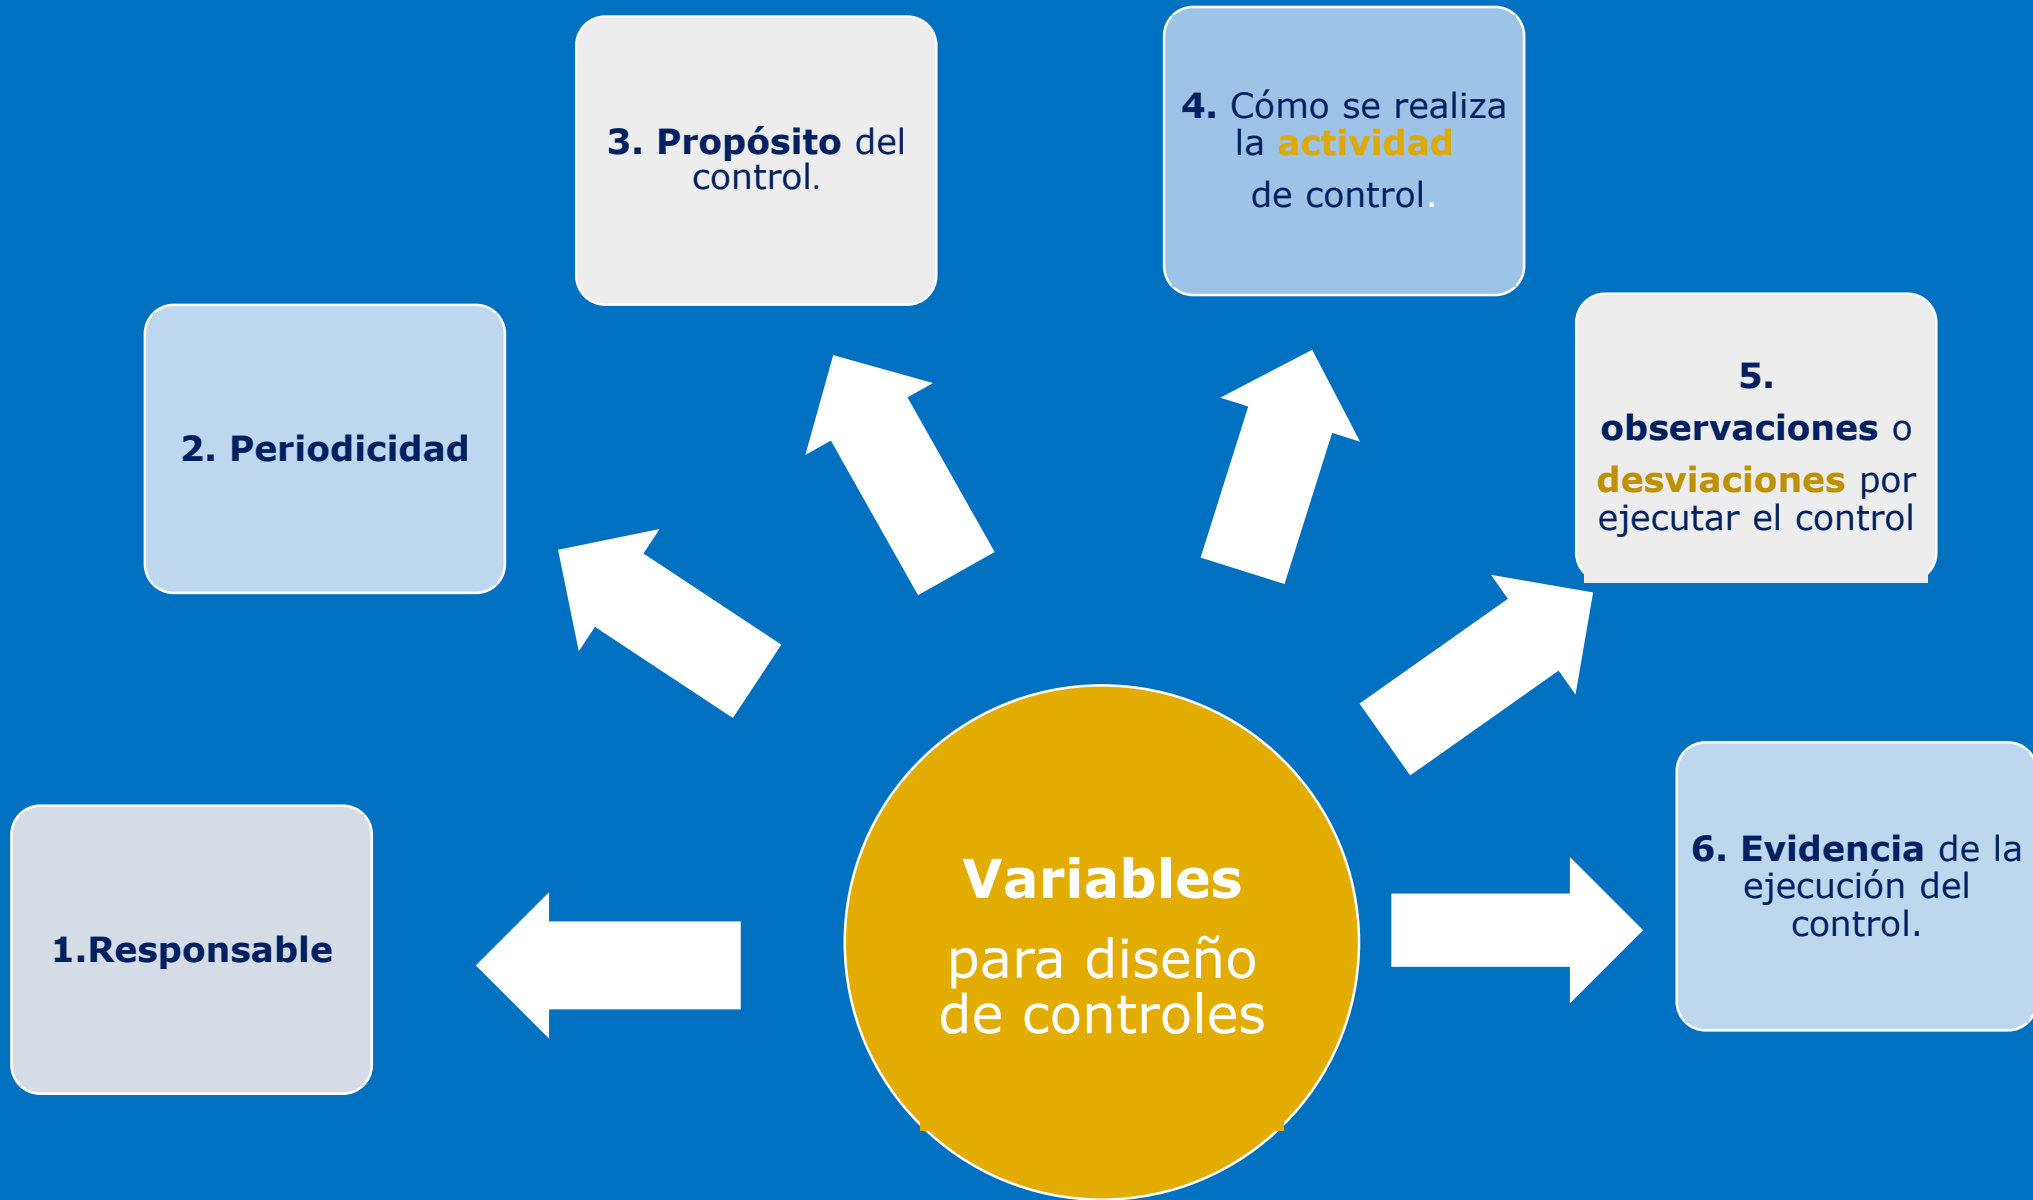 1.Responsable
2. Periodicidad
3. Propósito del
control.
4. Cómo se realiza
la actividad
de control.
5.
observaciones o
desviaciones por
ejecutar el control
6. Evidencia de la
ejecución del
control.
Variables
para diseño
de controles